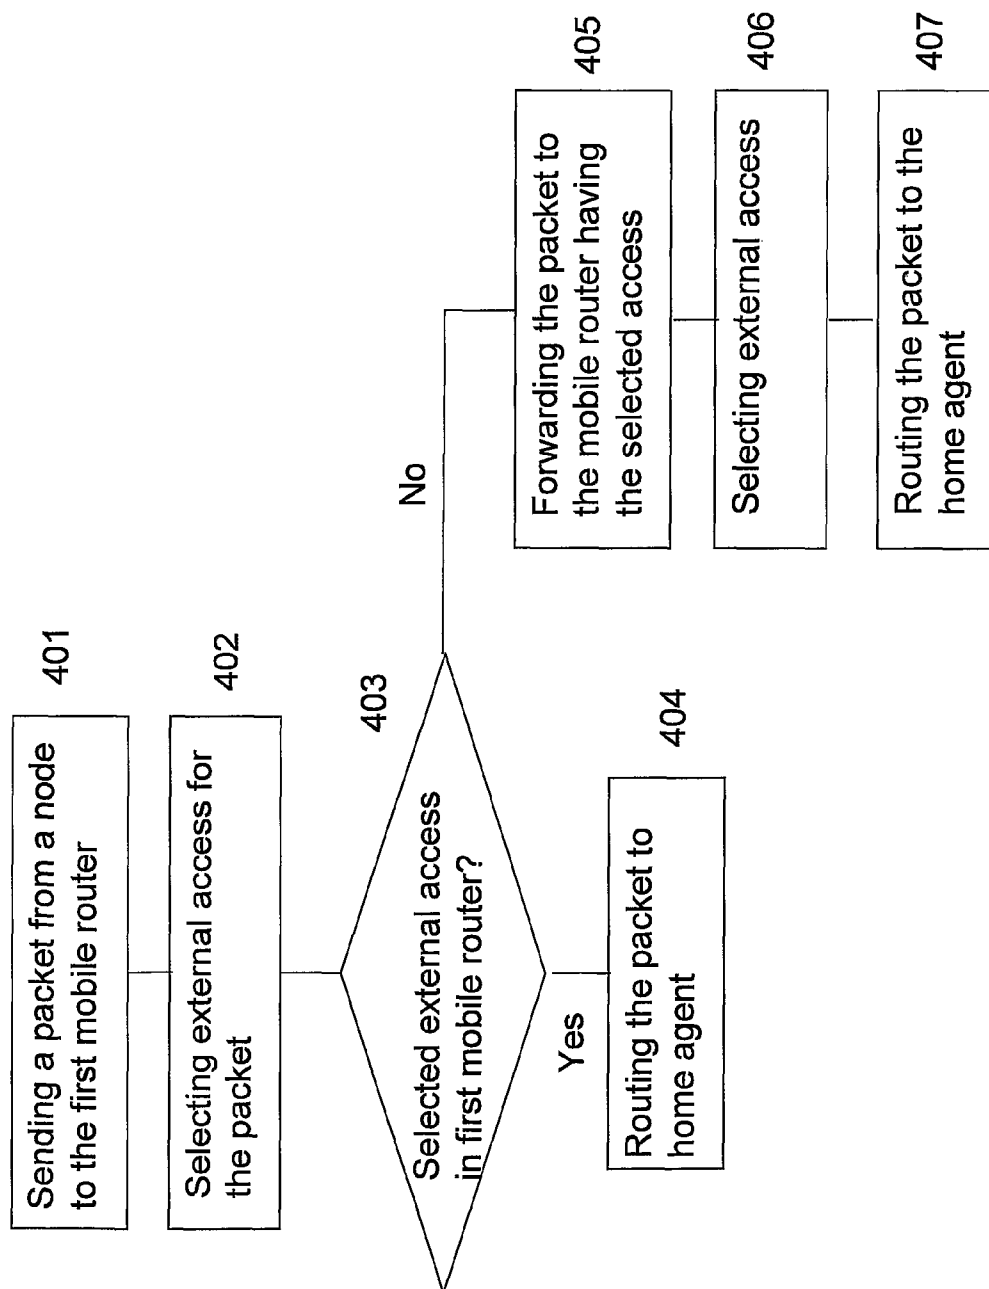 Sending a packet from a node
to the first mobile router
401
Selecting external access for
the packet
402
Selected external access
in first mobile router?
403
Yes
No
Routing the packet to
home agent
404
Forwarding the packet to
the mobile router having
the selected access
405
Selecting external access
406
Routing the packet to the
home agent
407